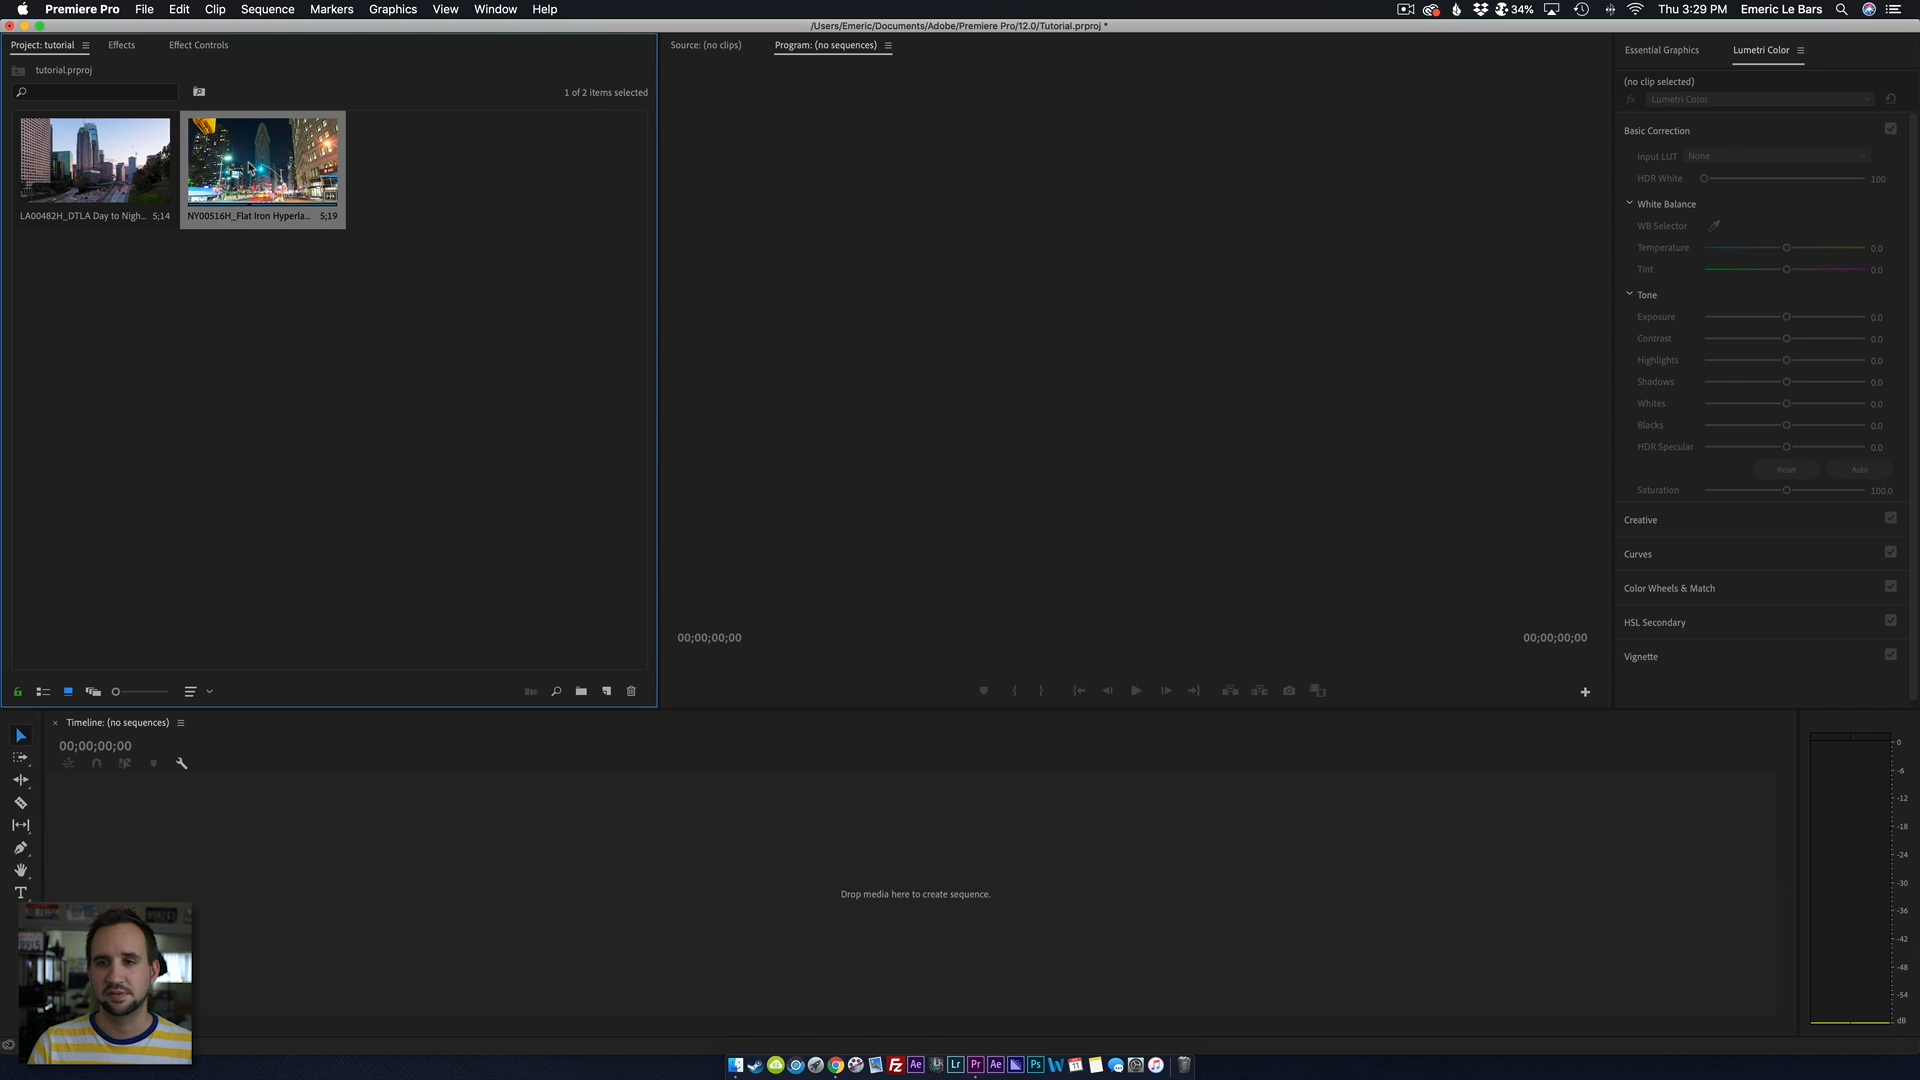 Premiere Pro File Edit Clip Sequence Markers Graphics View Window Help
34% Thu 3:29 PM Emeric Le Bars
/Users/Emeric/Documents/Adobe/Premiere Pro/12.0/Tutorial.prproj *
Project: tutorial Effects Effect Controls
Source: (no clips) Program: (no sequences)
Essential Graphics Lumetri Color
tutorial.prproj
(no clip selected)
1 of 2 items selected
fx Lumetri Color
Basic Correction
Input LUT None
HDR White 100
White Balance
LA00482H_DTLA Day to Nigh... 5;14
NY00516H_Flat Iron Hyperla... 5;19
WB Selector
Temperature 0.0
Tint 0.0
Tone
Exposure 0.0
Contrast 0.0
Highlights 0.0
Shadows 0.0
Whites 0.0
Blacks 0.0
HDR Specular 0.0
Reset Auto
Saturation 100.0
Creative
Curves
Color Wheels & Match
HSL Secondary
Vignette
00;00;00;00 00;00;00;00
Timeline: (no sequences)
00;00;00;00
Drop media here to create sequence.
0
-6
-12
-18
-24
-30
-36
-42
-48
-54
dB
T
Fz Ae Lr Pr Ae Ps W 11